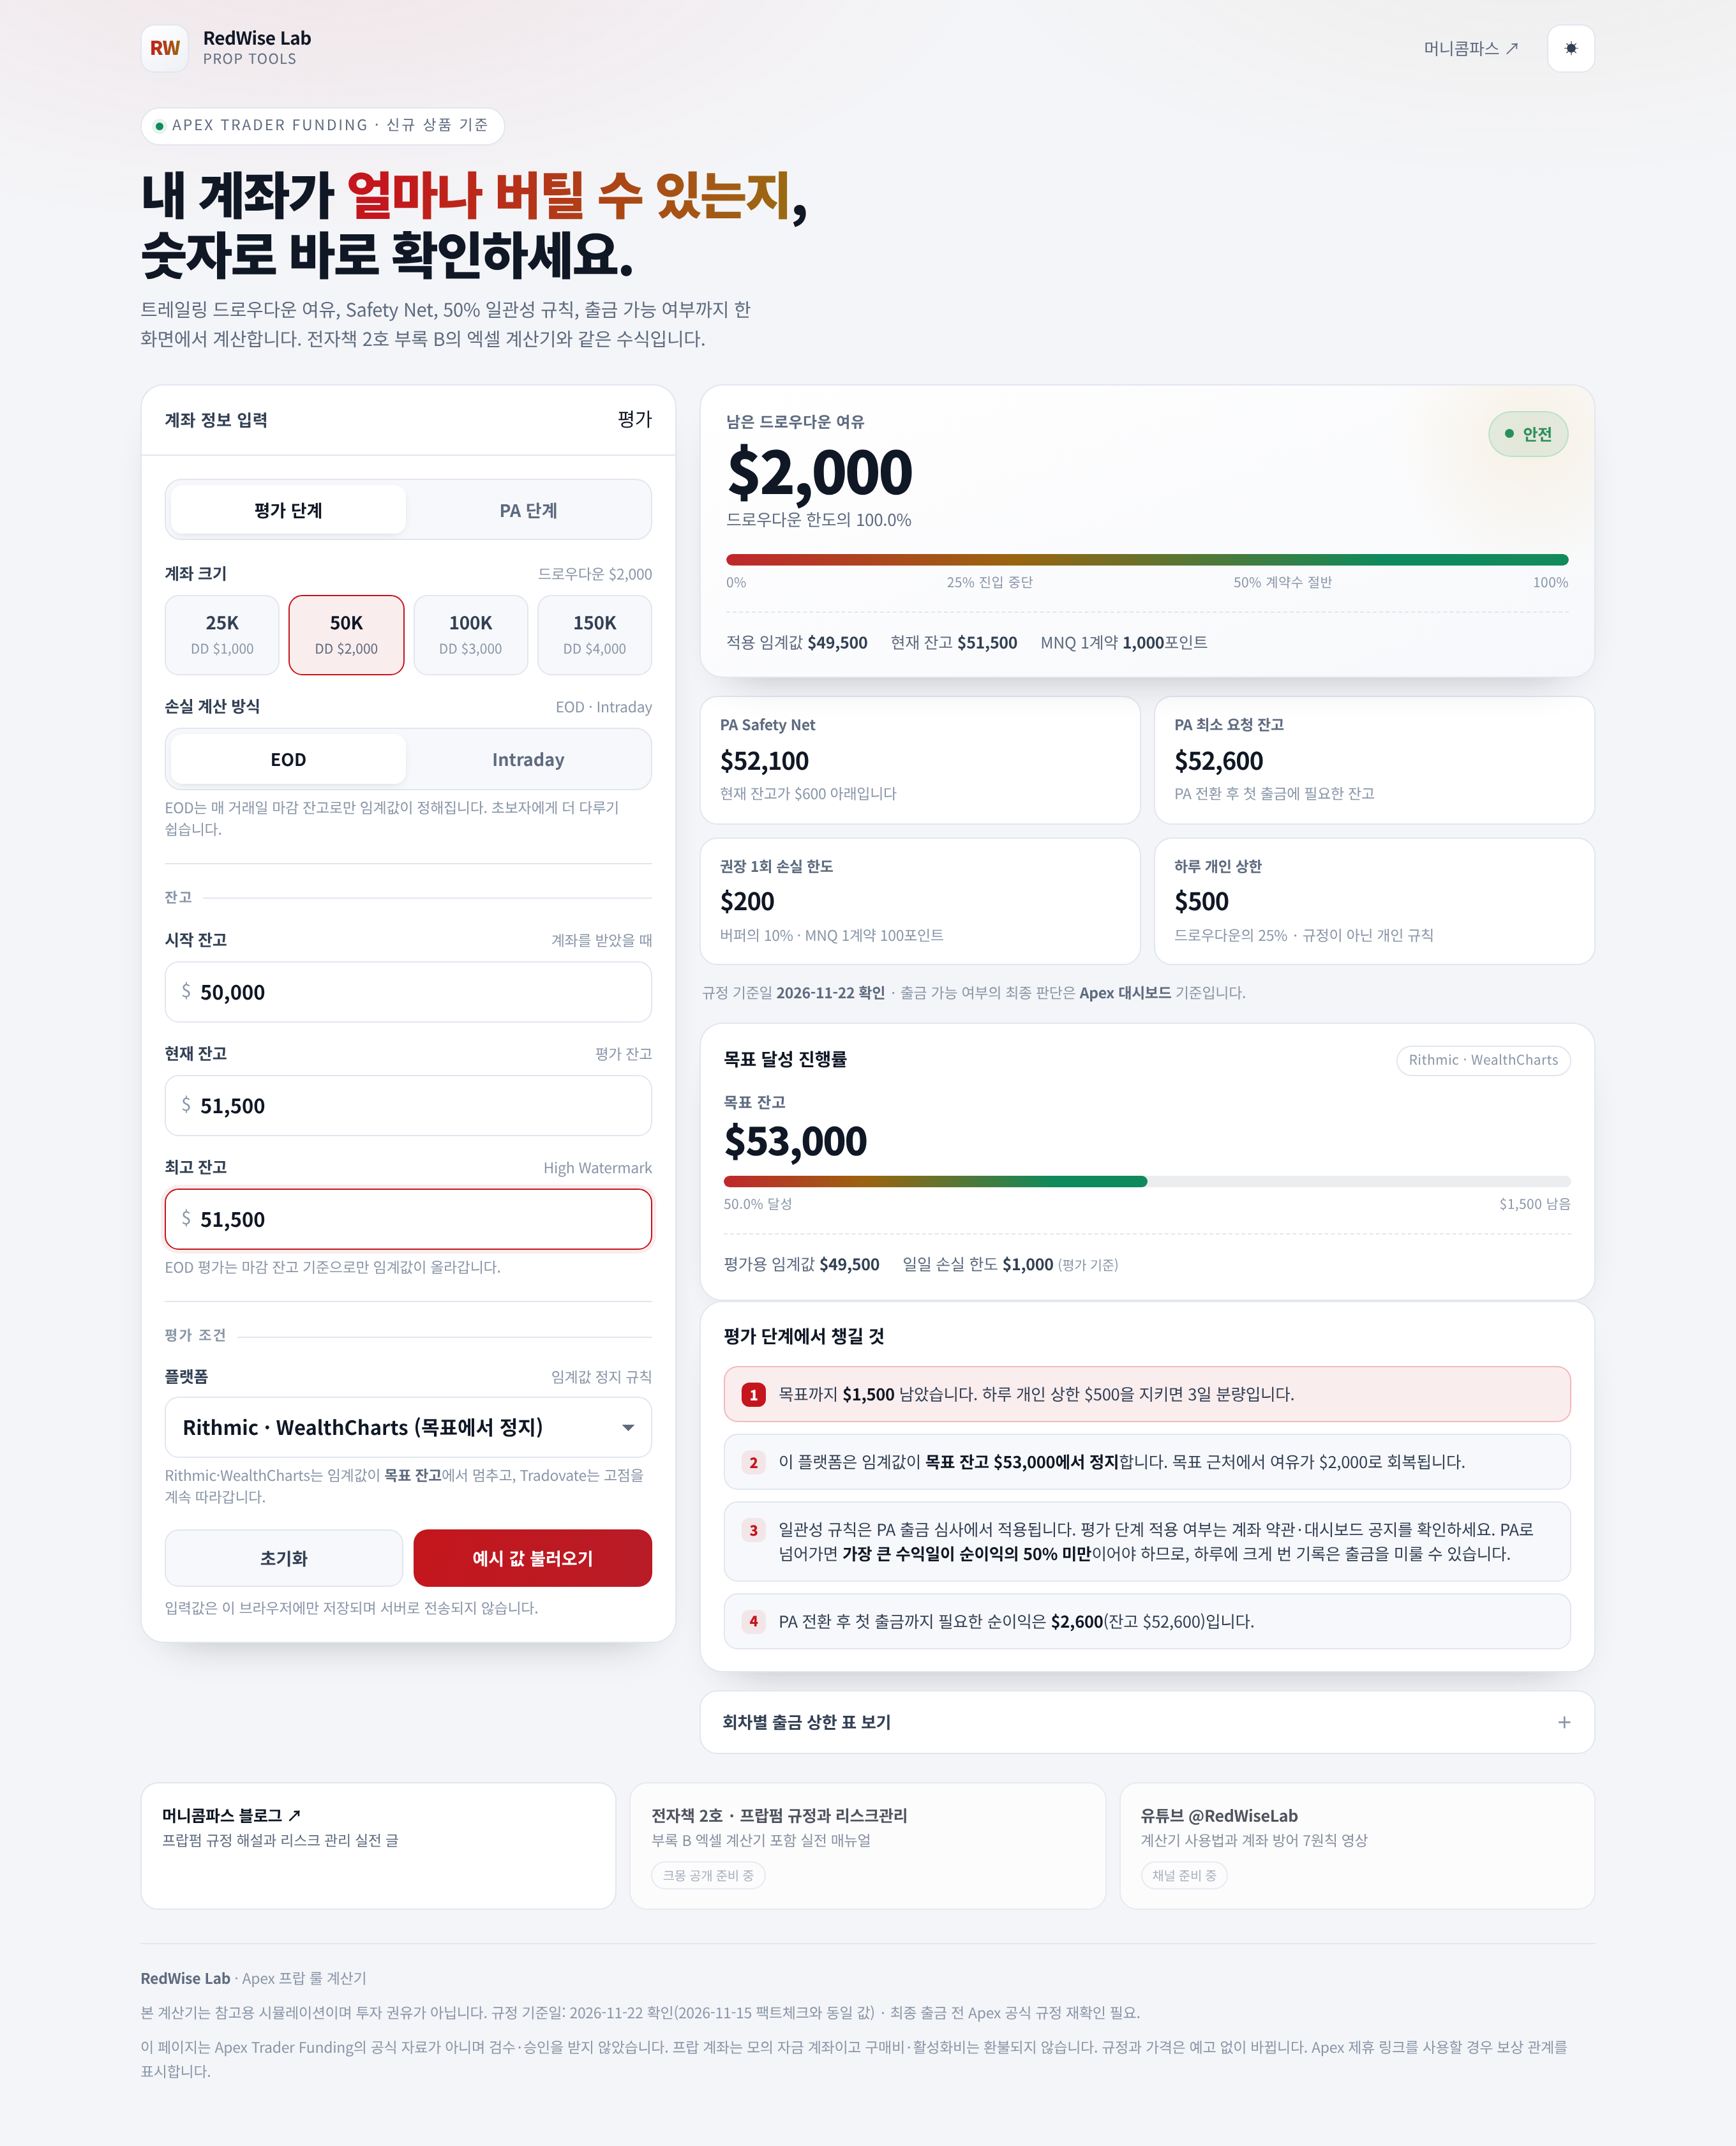 RW
RedWise Lab
PROP TOOLS
머니콤파스 ↗
APEX TRADER FUNDING · 신규 상품 기준
내 계좌가 얼마나 버틸 수 있는지,
숫자로 바로 확인하세요.
트레일링 드로우다운 여유, Safety Net, 50% 일관성 규칙, 출금 가능 여부까지 한
화면에서 계산합니다. 전자책 2호 부록 B의 엑셀 계산기와 같은 수식입니다.
계좌 정보 입력 평가
평가 단계 PA 단계
계좌 크기 드로우다운 $2,000
25K 50K 100K 150K
DD $1,000 DD $2,000 DD $3,000 DD $4,000
손실 계산 방식 EOD · Intraday
EOD Intraday
EOD는 매 거래일 마감 잔고로만 임계값이 정해집니다. 초보자에게 더 다루기
쉽습니다.
잔고
시작 잔고 계좌를 받았을 때
$ 50,000
현재 잔고 평가 잔고
$ 51,500
최고 잔고 High Watermark
$ 51,500
EOD 평가는 마감 잔고 기준으로만 임계값이 올라갑니다.
평가 조건
플랫폼 임계값 정지 규칙
Rithmic · WealthCharts (목표에서 정지)
Rithmic·WealthCharts는 임계값이 목표 잔고에서 멈추고, Tradovate는 고점을
계속 따라갑니다.
초기화 예시 값 불러오기
입력값은 이 브라우저에만 저장되며 서버로 전송되지 않습니다.
남은 드로우다운 여유
안전
$2,000
드로우다운 한도의 100.0%
0% 25% 진입 중단 50% 계약수 절반 100%
적용 임계값 $49,500 현재 잔고 $51,500 MNQ 1계약 1,000포인트
PA Safety Net
$52,100
현재 잔고가 $600 아래입니다
PA 최소 요청 잔고
$52,600
PA 전환 후 첫 출금에 필요한 잔고
권장 1회 손실 한도
$200
버퍼의 10% · MNQ 1계약 100포인트
하루 개인 상한
$500
드로우다운의 25% · 규정이 아닌 개인 규칙
규정 기준일 2026-11-22 확인 · 출금 가능 여부의 최종 판단은 Apex 대시보드 기준입니다.
목표 달성 진행률 Rithmic · WealthCharts
목표 잔고
$53,000
50.0% 달성 $1,500 남음
평가용 임계값 $49,500 일일 손실 한도 $1,000 (평가 기준)
평가 단계에서 챙길 것
1 목표까지 $1,500 남았습니다. 하루 개인 상한 $500을 지키면 3일 분량입니다.
2 이 플랫폼은 임계값이 목표 잔고 $53,000에서 정지합니다. 목표 근처에서 여유가 $2,000로 회복됩니다.
3 일관성 규칙은 PA 출금 심사에서 적용됩니다. 평가 단계 적용 여부는 계좌 약관·대시보드 공지를 확인하세요. PA로
넘어가면 가장 큰 수익일이 순이익의 50% 미만이어야 하므로, 하루에 크게 번 기록은 출금을 미룰 수 있습니다.
4 PA 전환 후 첫 출금까지 필요한 순이익은 $2,600(잔고 $52,600)입니다.
회차별 출금 상한 표 보기 +
머니콤파스 블로그 ↗
프랍펌 규정 해설과 리스크 관리 실전 글
전자책 2호 · 프랍펌 규정과 리스크관리
부록 B 엑셀 계산기 포함 실전 매뉴얼
크몽 공개 준비 중
유튜브 @RedWiseLab
계산기 사용법과 계좌 방어 7원칙 영상
채널 준비 중
RedWise Lab · Apex 프랍 룰 계산기
본 계산기는 참고용 시뮬레이션이며 투자 권유가 아닙니다. 규정 기준일: 2026-11-22 확인(2026-11-15 팩트체크와 동일 값) · 최종 출금 전 Apex 공식 규정 재확인 필요.
이 페이지는 Apex Trader Funding의 공식 자료가 아니며 검수·승인을 받지 않았습니다. 프랍 계좌는 모의 자금 계좌이고 구매비·활성화비는 환불되지 않습니다. 규정과 가격은 예고 없이 바뀝니다. Apex 제휴 링크를 사용할 경우 보상 관계를
표시합니다.